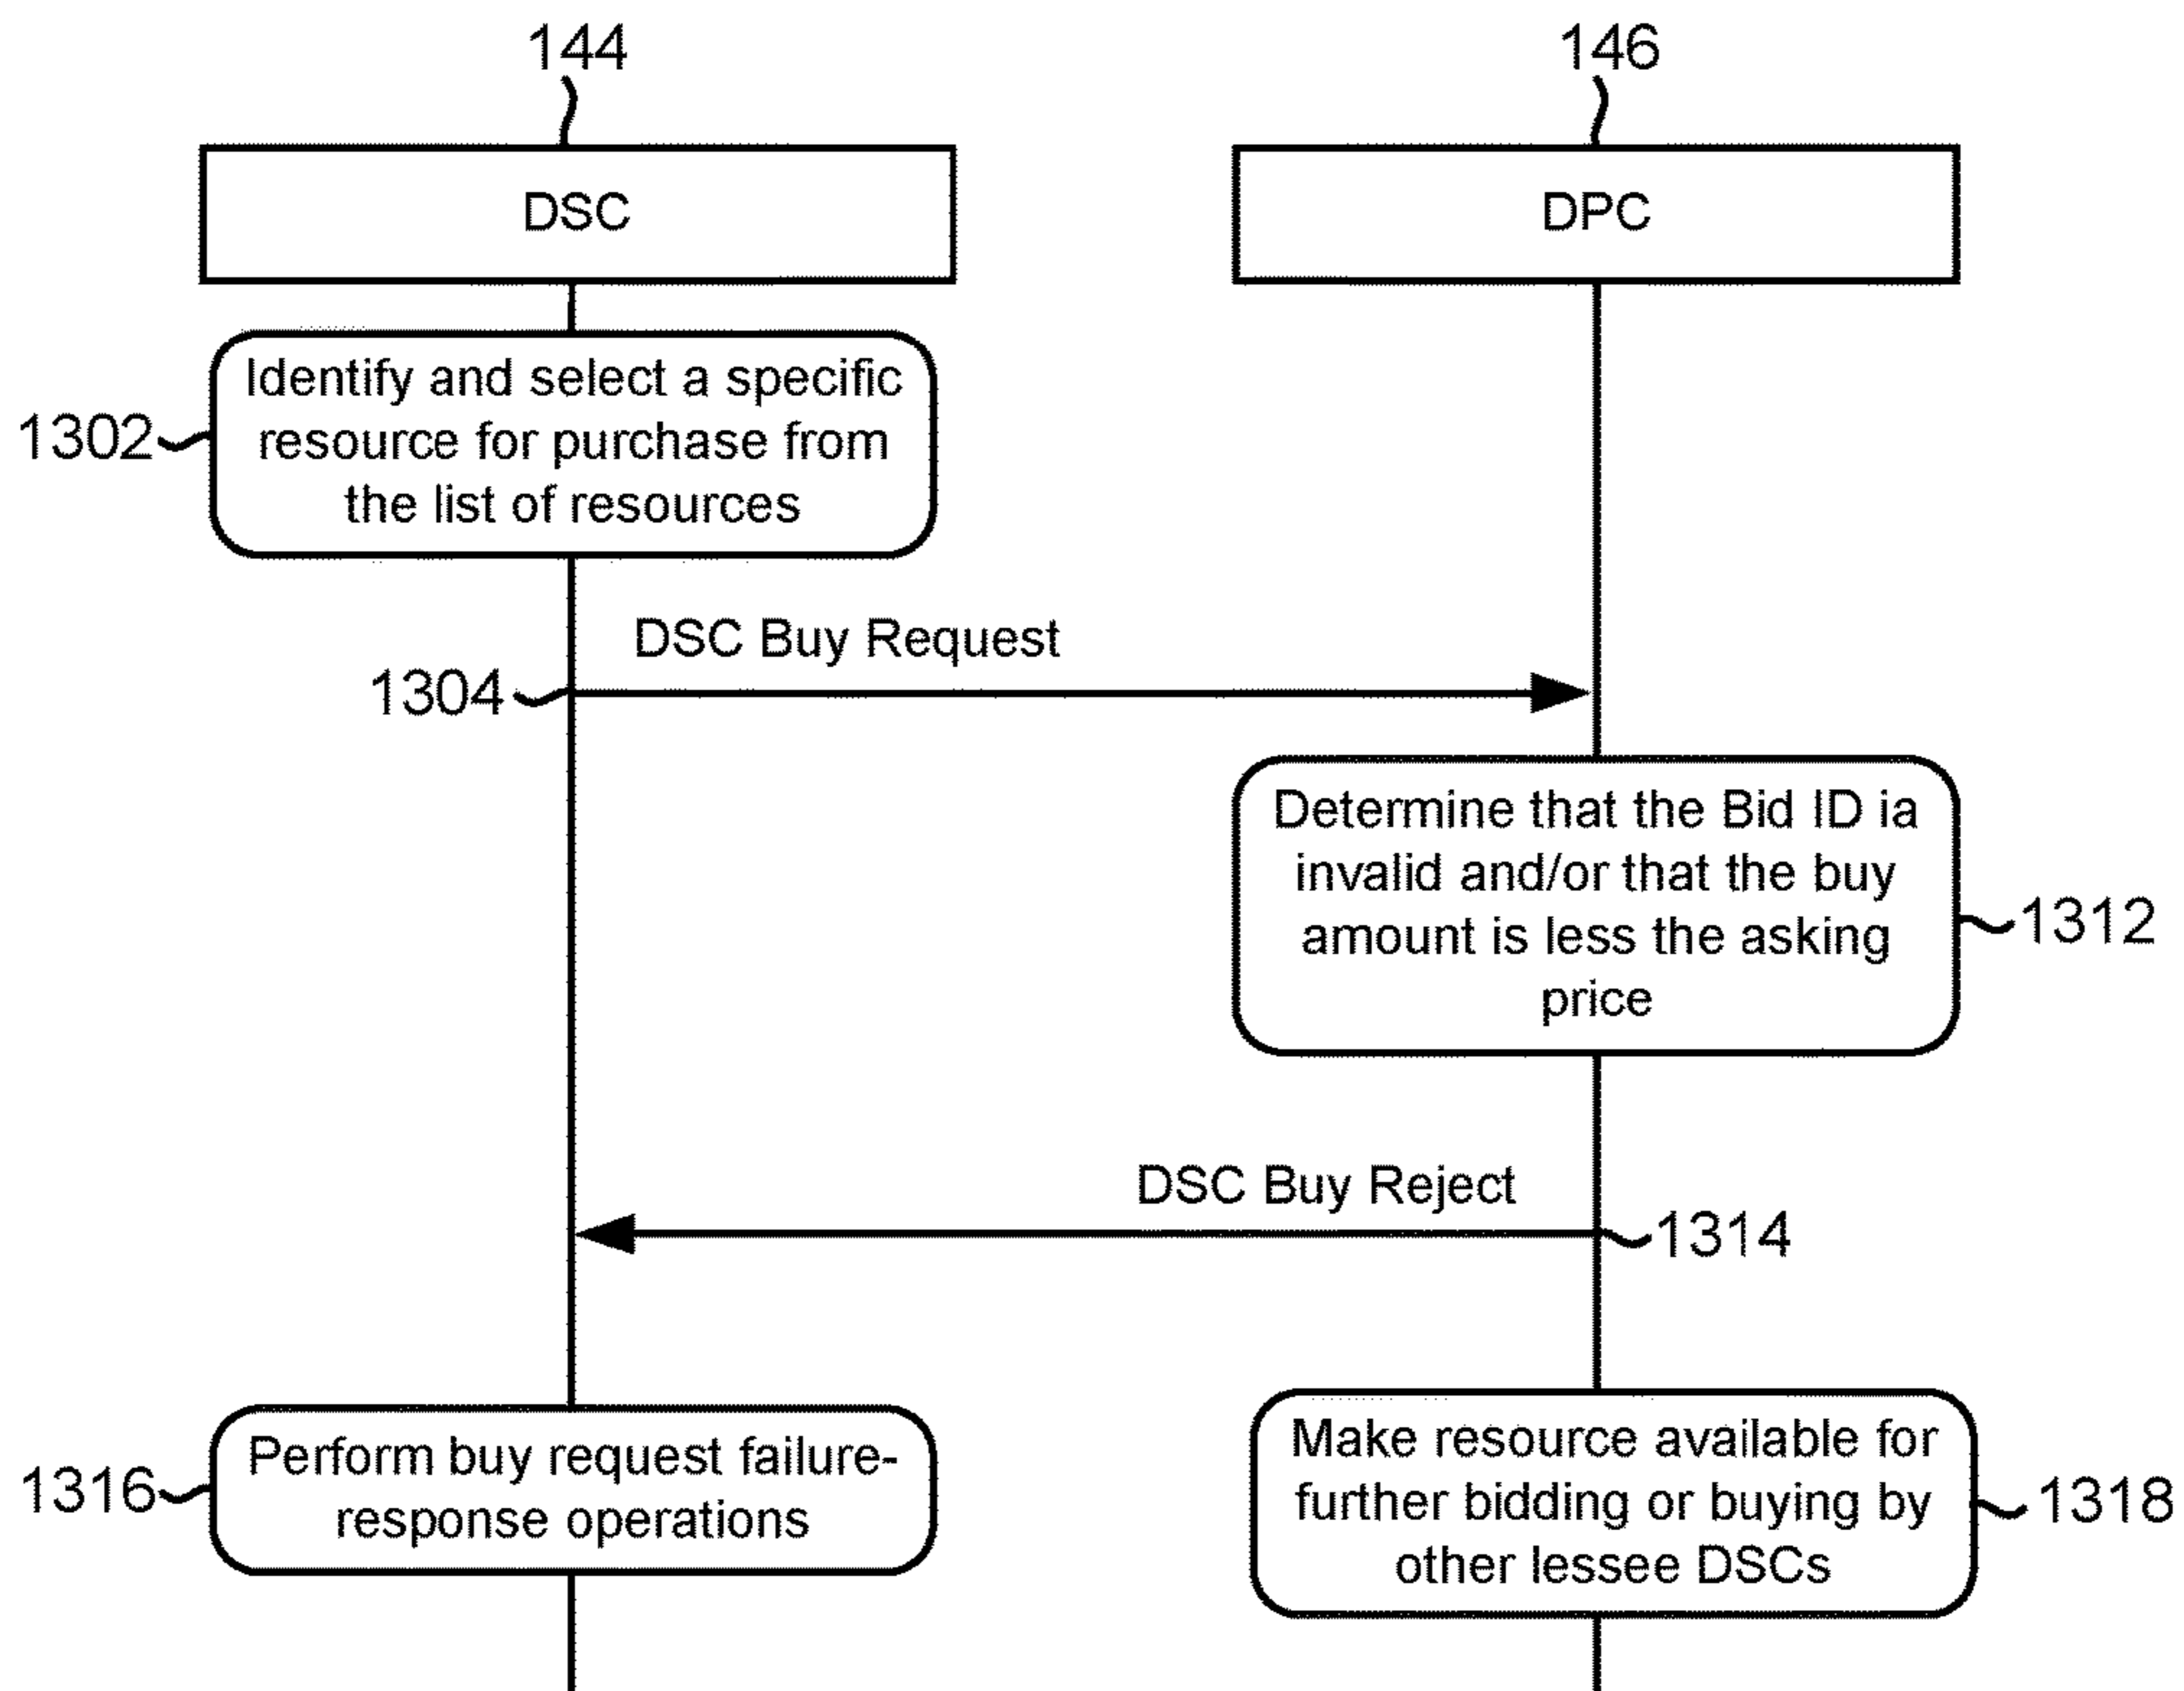 144
146
DSC
DPC
Identify and select a specific
resource for purchase from
the list of resources
1302
DSC Buy Request
1304
Determine that the Bid ID ia
invalid and/or that the buy
amount is less the asking
price
1312
DSC Buy Reject
1314
Perform buy request failure-
response operations
1316
Make resource available for
further bidding or buying by
other lessee DSCs
1318